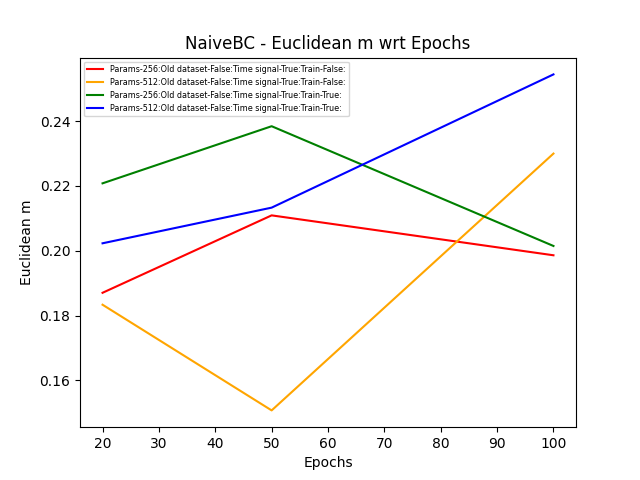 NaiveBC - Euclidean m wrt Epochs
Params-256:Old dataset-False:Time signal-True:Train-False:
Params-512:Old dataset-False:Time signal-True:Train-False:
Params-256:Old dataset-False:Time signal-True:Train-True:
Params-512:Old dataset-False:Time signal-True:Train-True:
0.24
0.22
0.20
0.18
0.16
Euclidean m
20 30 40 50 60 70 80 90 100
Epochs